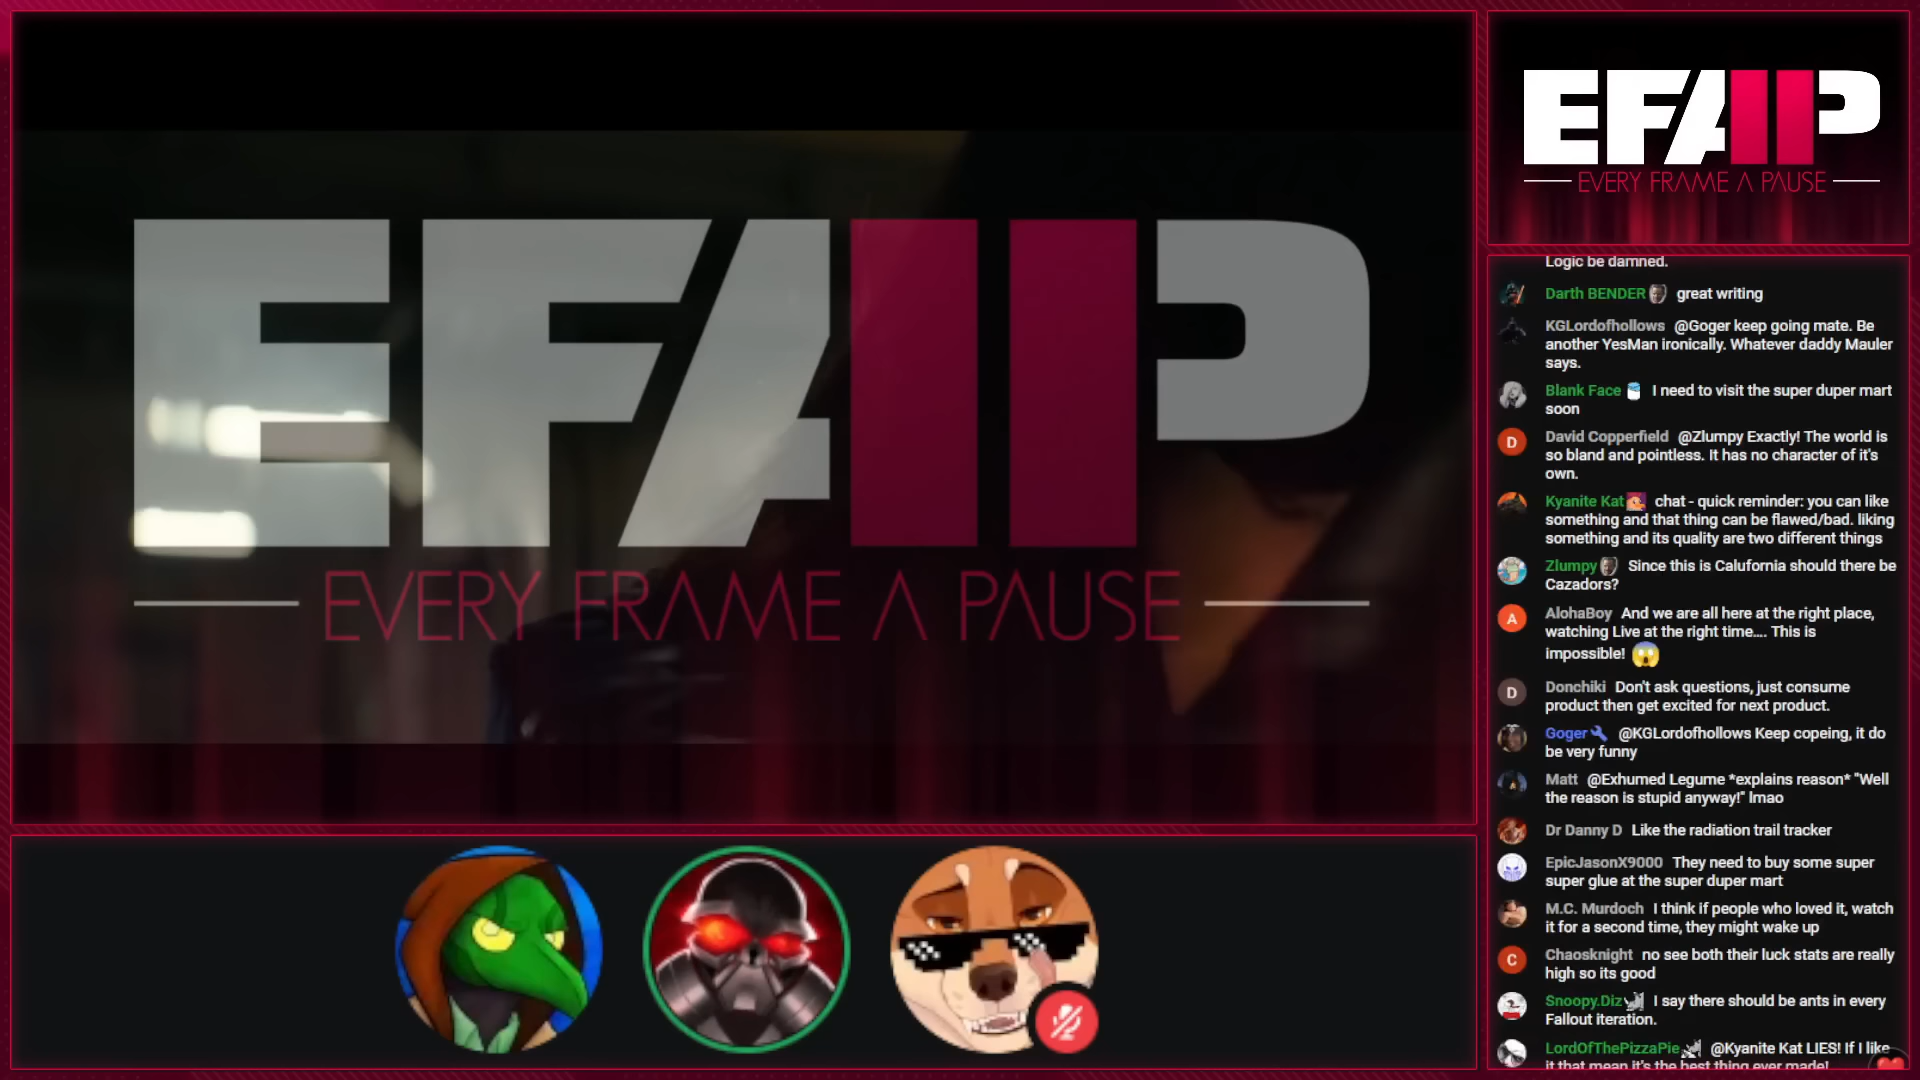 EFAP
EVERY FRAME A PAUSE
EFAP
EVERY FRAME A PAUSE
Logic be damned.
Darth BENDER great writing
KGLordofhollows @Goger keep going mate. Be
another YesMan ironically. Whatever daddy Mauler
says.
Blank Face I need to visit the super duper mart
soon
D David Copperfield @Zlumpy Exactly! The world is
so bland and pointless. It has no character of it's
own.
Kyanite Kat chat - quick reminder: you can like
something and that thing can be flawed/bad. liking
something and its quality are two different things
Zlumpy Since this is Calufornia should there be
Cazadors?
A AlohaBoy And we are all here at the right place,
watching Live at the right time.... This is
impossible! 😱
D Donchiki Don't ask questions, just consume
product then get excited for next product.
Goger @KGLordofhollows Keep copeing, it do
be very funny
Matt @Exhumed Legume *explains reason* "Well
the reason is stupid anyway!" lmao
Dr Danny D Like the radiation trail tracker
EpicJasonX9000 They need to buy some super
super glue at the super duper mart
M.C. Murdoch I think if people who loved it, watch
it for a second time, they might wake up
C Chaosknight no see both their luck stats are really
high so its good
Snoopy.Diz I say there should be ants in every
Fallout iteration.
LordOfThePizzaPie @Kyanite Kat LIES! If I like
it that mean it's the best thing ever made!